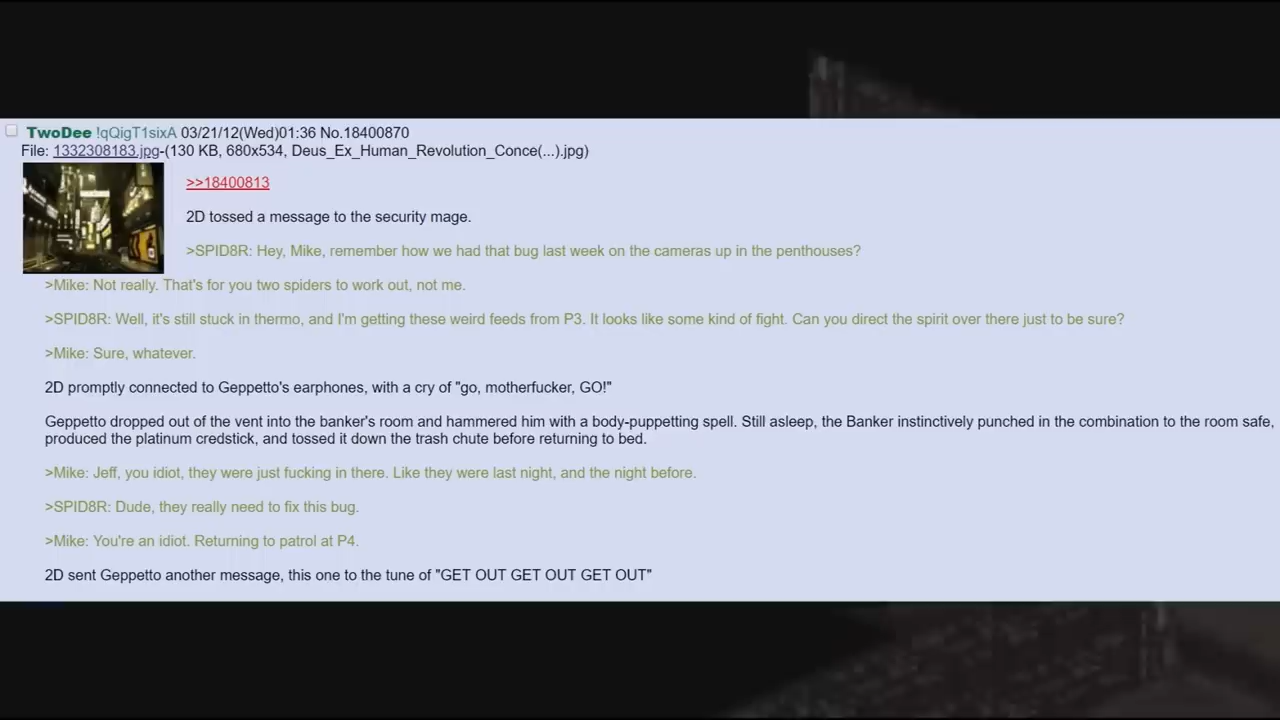 TwoDee !qQigT1sixA 03/21/12(Wed)01:36 No.18400870
File: 1332308183.jpg-(130 KB, 680x534, Deus_Ex_Human_Revolution_Conce(...).jpg)
>>18400813
2D tossed a message to the security mage.
>SPID8R: Hey, Mike, remember how we had that bug last week on the cameras up in the penthouses?
>Mike: Not really. That's for you two spiders to work out, not me.
>SPID8R: Well, it's still stuck in thermo, and I'm getting these weird feeds from P3. It looks like some kind of fight. Can you direct the spirit over there just to be sure?
>Mike: Sure, whatever.
2D promptly connected to Geppetto's earphones, with a cry of "go, motherfucker, GO!"
Geppetto dropped out of the vent into the banker's room and hammered him with a body-puppetting spell. Still asleep, the Banker instinctively punched in the combination to the room safe,
produced the platinum credstick, and tossed it down the trash chute before returning to bed.
>Mike: Jeff, you idiot, they were just fucking in there. Like they were last night, and the night before.
>SPID8R: Dude, they really need to fix this bug.
>Mike: You're an idiot. Returning to patrol at P4.
2D sent Geppetto another message, this one to the tune of "GET OUT GET OUT GET OUT"